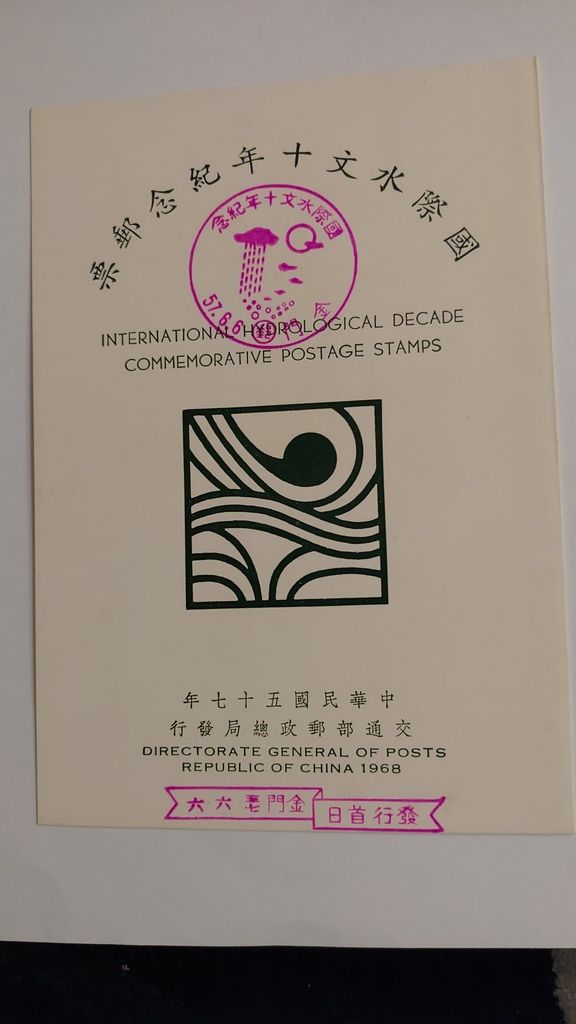 國際水文十年紀念郵票
國際水文十年紀念
57.6.6
金門
INTERNATIONAL HYDROLOGICAL DECADE
COMMEMORATIVE POSTAGE STAMPS
中華民國五十七年
交通部郵政總局發行
DIRECTORATE GENERAL OF POSTS
REPUBLIC OF CHINA 1968
發行首日
金門 六六